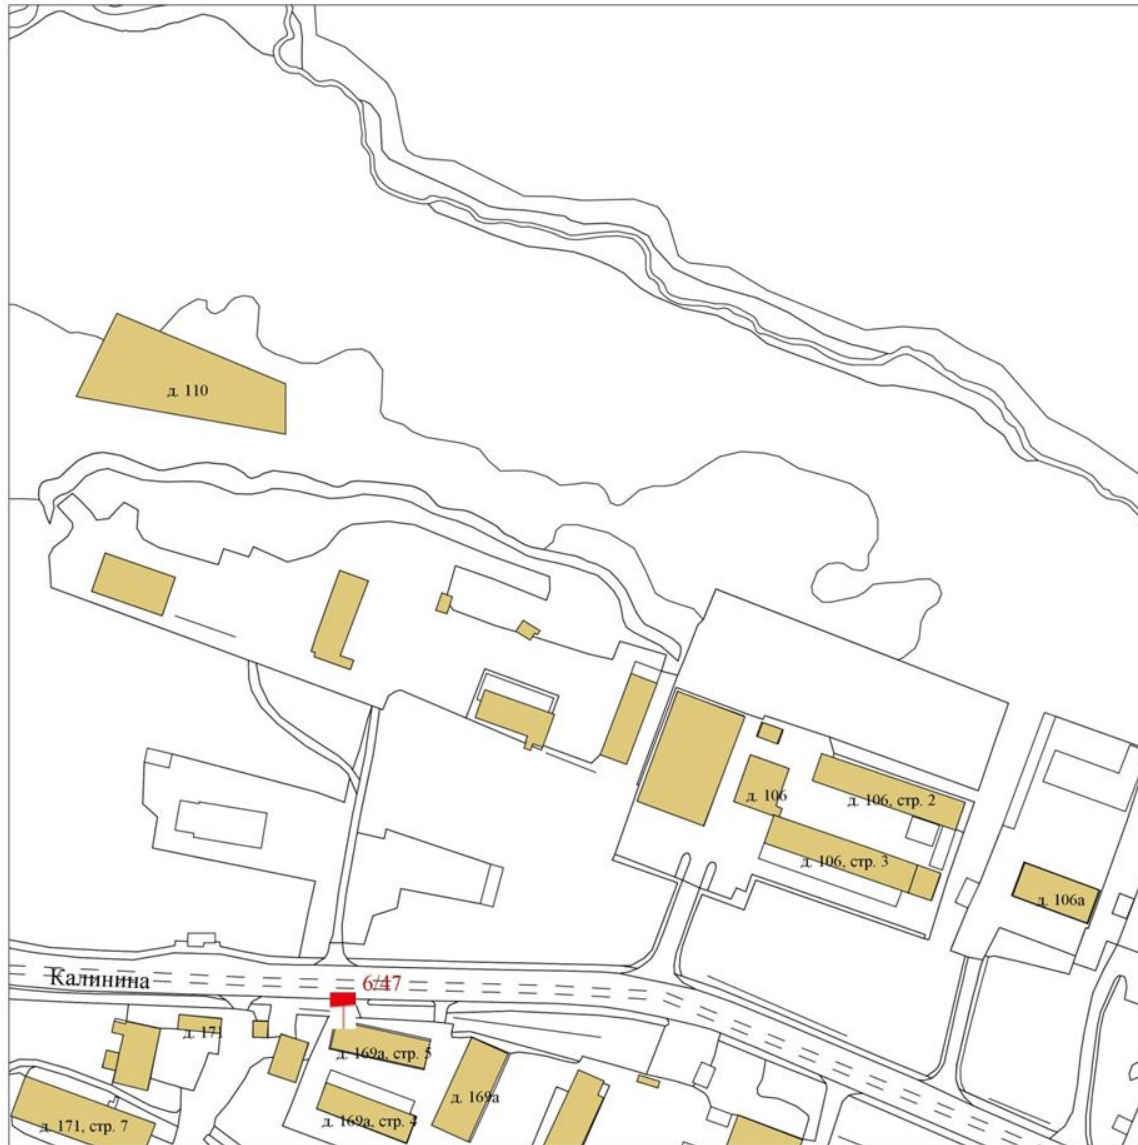 д. 110
д. 106
д. 106, стр. 2
д. 106, стр. 3
д. 106а
Калинина
6/47
д. 171
д. 169а, стр. 5
д. 169а
д. 169а, стр. 4
д. 171, стр. 7